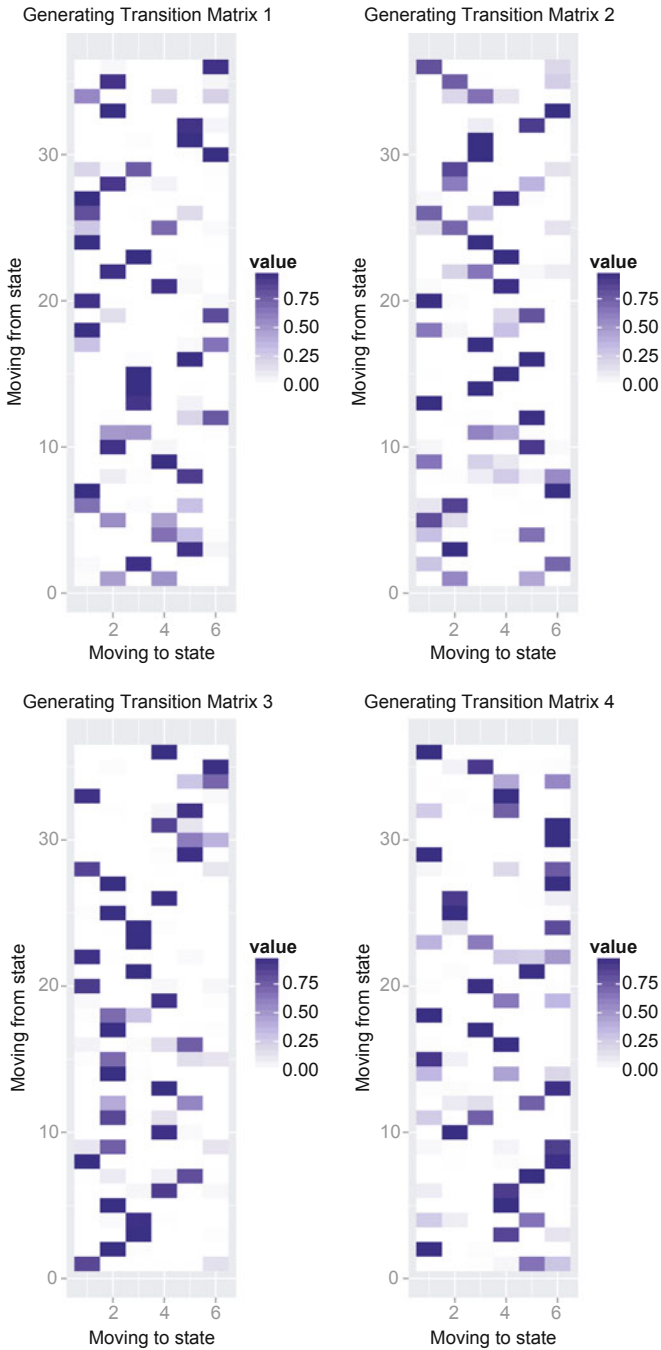 Generating Transition Matrix 1
Moving from state
30
20
10
0
2 4 6
Moving to state
value
0.75
0.50
0.25
0.00
Generating Transition Matrix 2
Moving from state
30
20
10
0
2 4 6
Moving to state
value
0.75
0.50
0.25
0.00
Generating Transition Matrix 3
Moving from state
30
20
10
0
2 4 6
Moving to state
value
0.75
0.50
0.25
0.00
Generating Transition Matrix 4
Moving from state
30
20
10
0
2 4 6
Moving to state
value
0.75
0.50
0.25
0.00